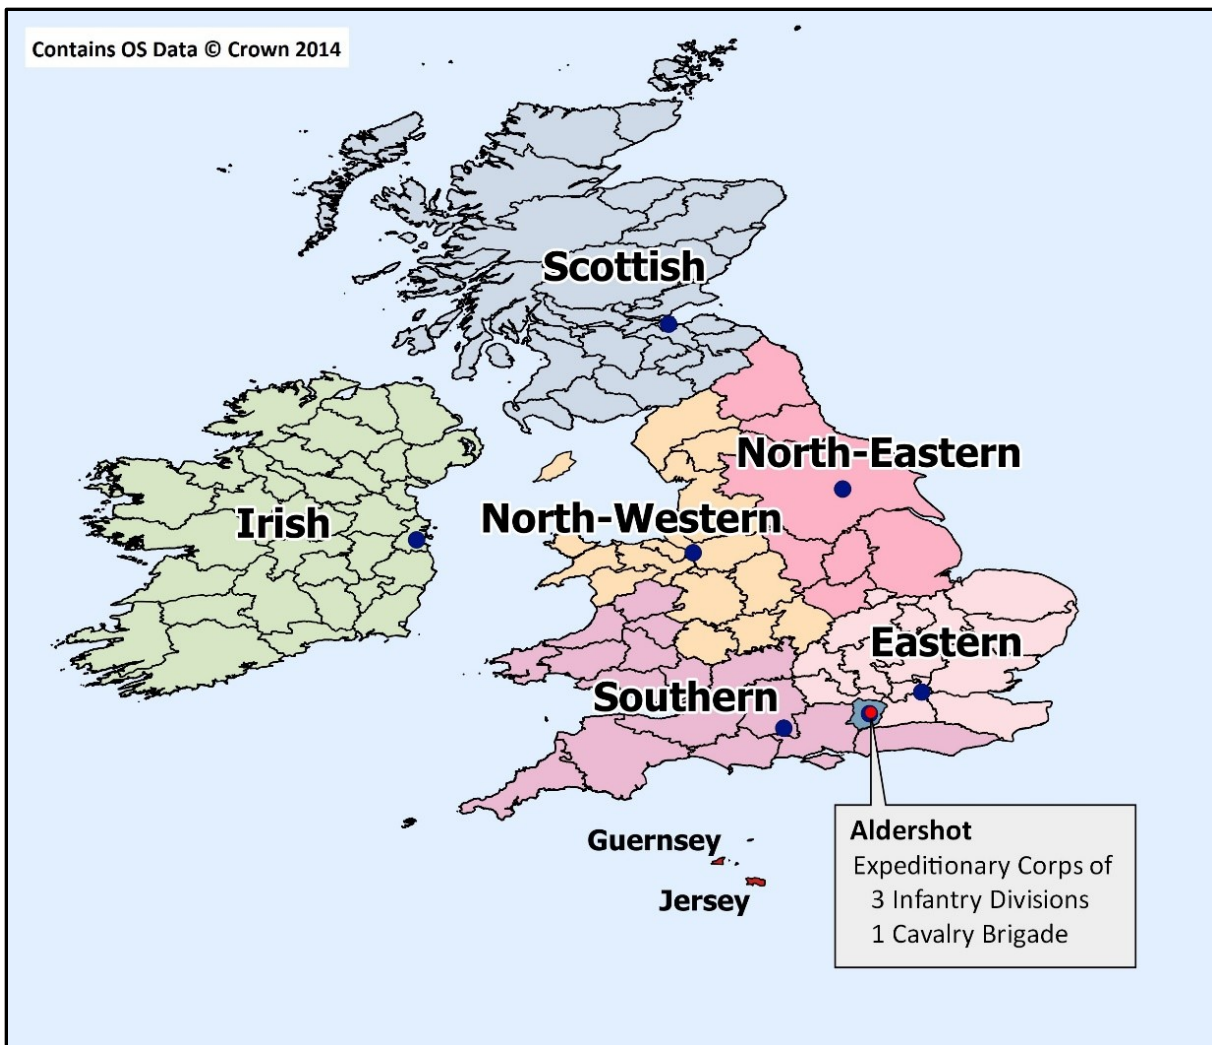 Contains OS Data © Crown 2014
Scottish
North-Eastern
North-Western
Irish
Eastern
Southern
Guernsey
Jersey
Aldershot
Expeditionary Corps of
3 Infantry Divisions
1 Cavalry Brigade